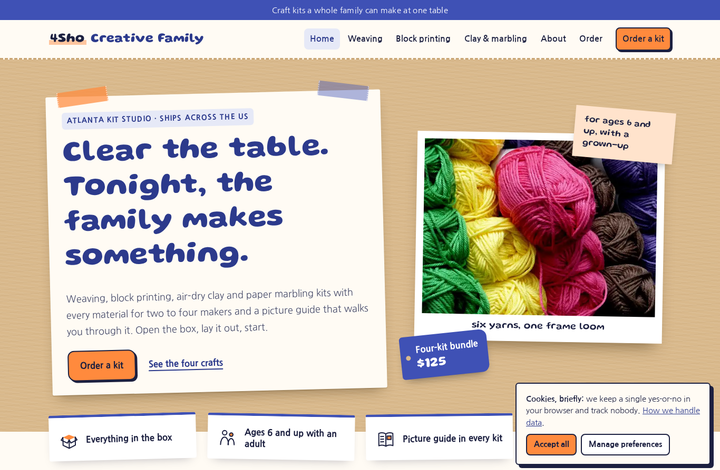 Craft kits a whole family can make at one table
4Sho Creative Family
Home Weaving Block printing Clay & marbling About Order Order a kit
ATLANTA KIT STUDIO · SHIPS ACROSS THE US
Clear the table.
Tonight, the
family makes
something.
Weaving, block printing, air-dry clay and paper marbling kits with
every material for two to four makers and a picture guide that walks
you through it. Open the box, lay it out, start.
Order a kit See the four crafts
for ages 6 and
up, with a
grown-up
six yarns, one frame loom
Four-kit bundle
$125
Everything in the box
Ages 6 and up with an
adult
Picture guide in every kit
Cookies, briefly: we keep a single yes-or-no in
your browser and track nobody. How we handle
data.
Accept all Manage preferences